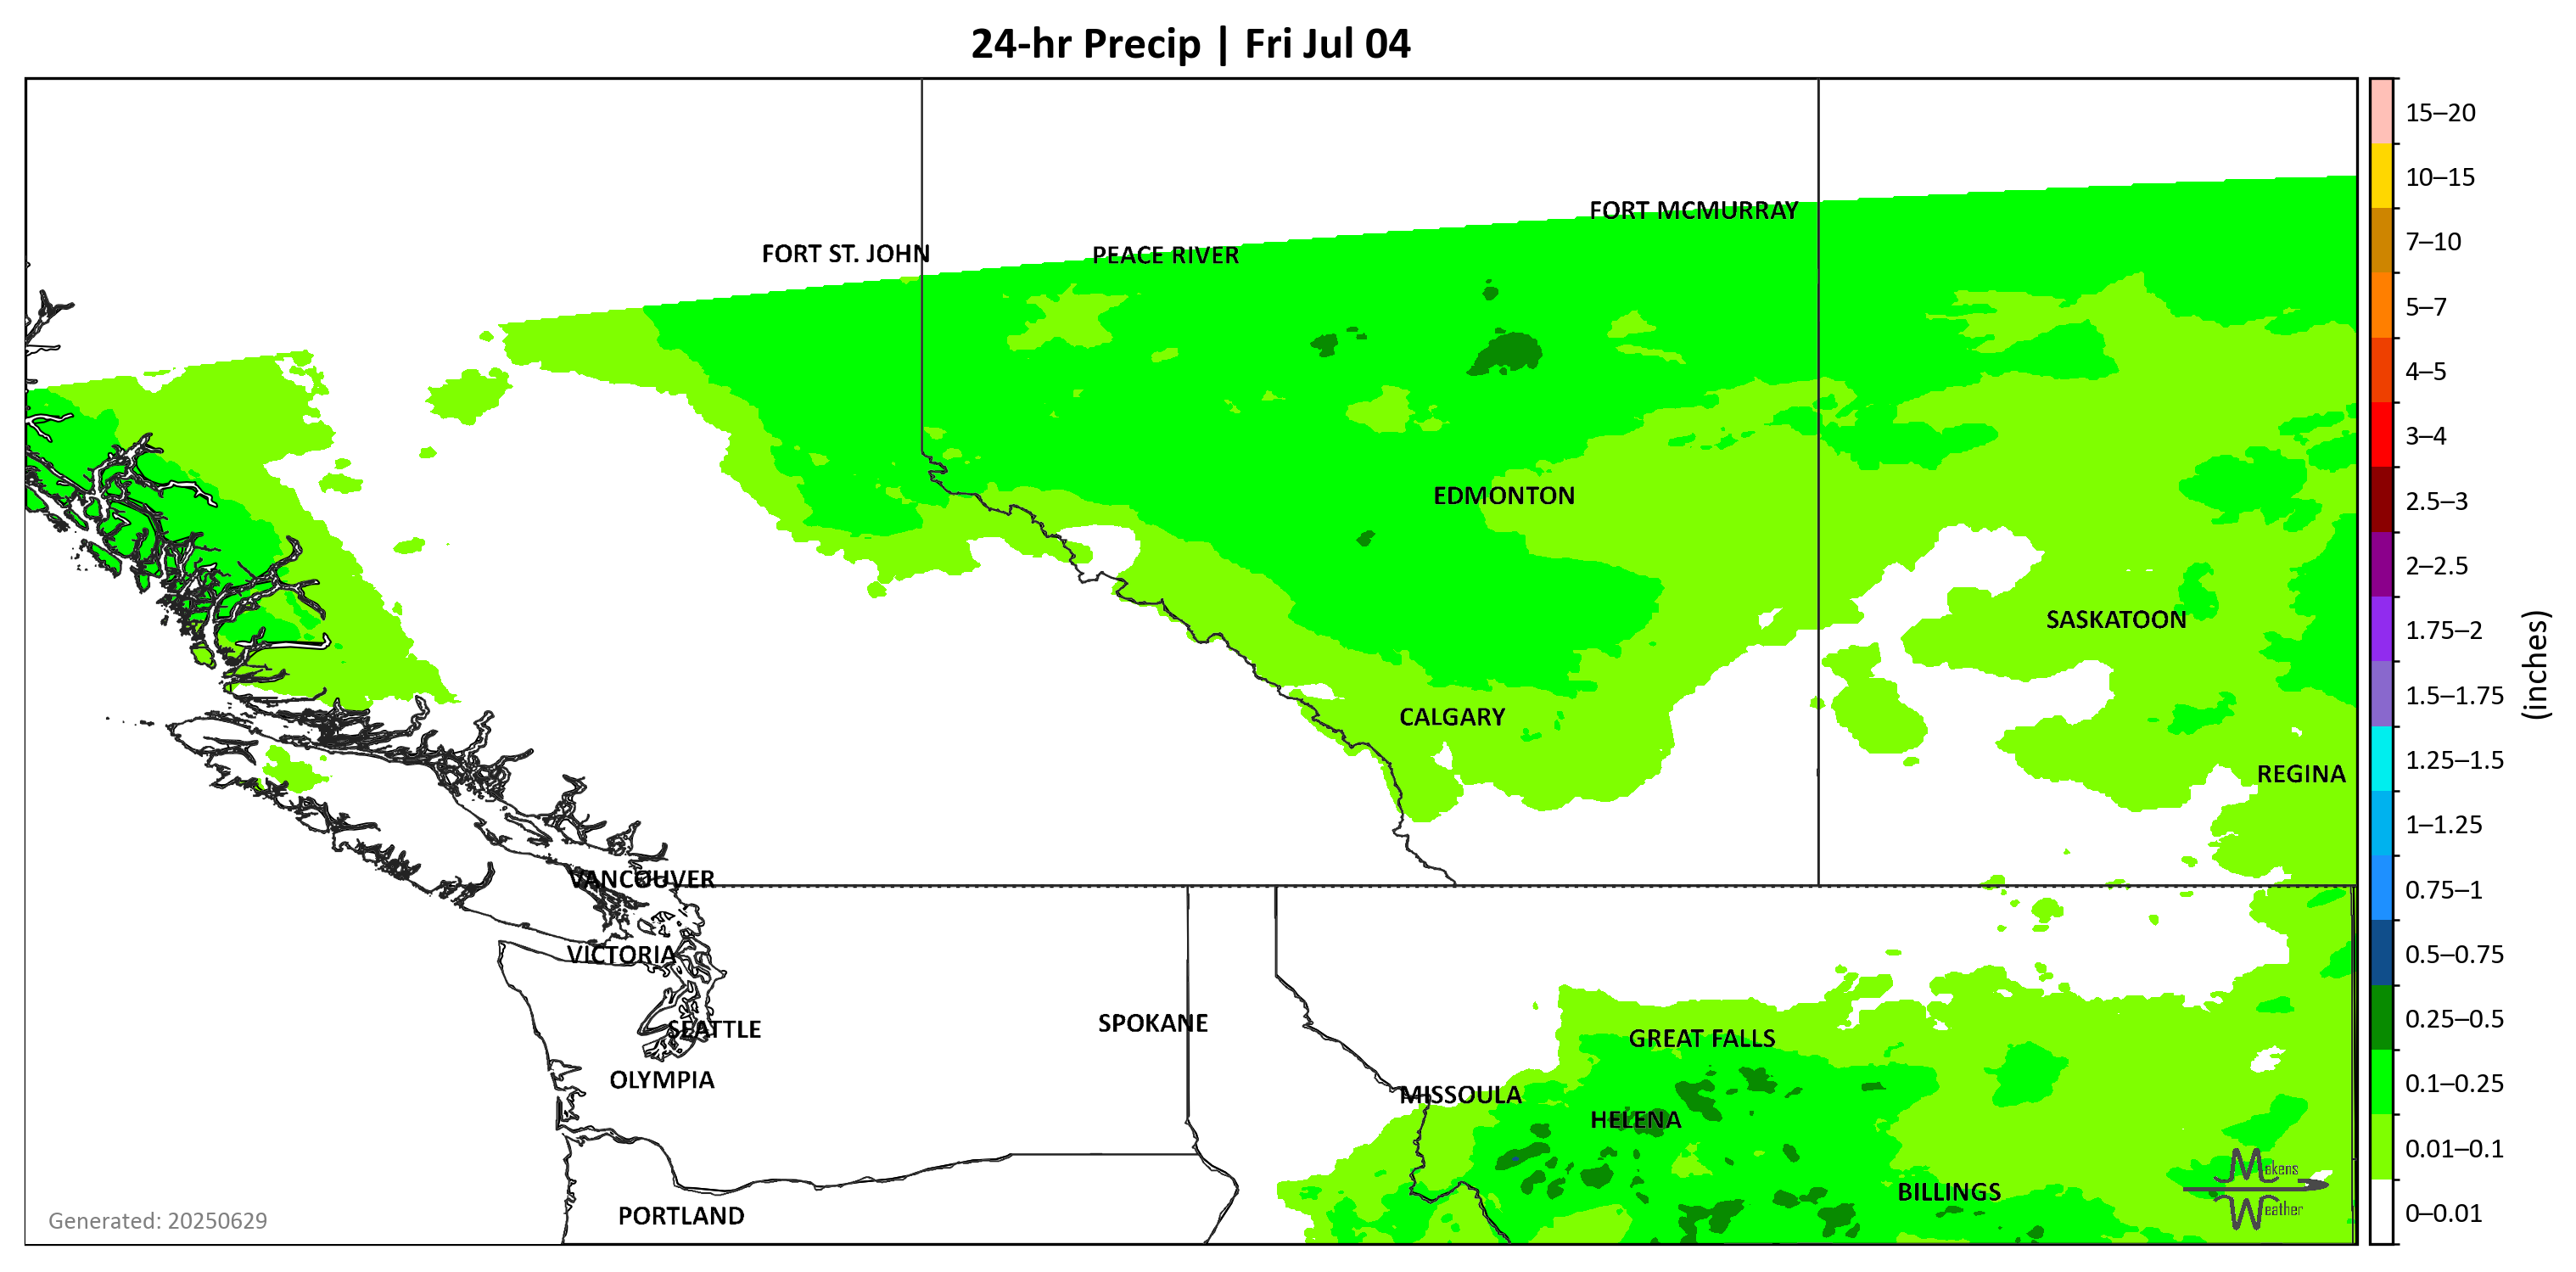 24-hr Precip | Fri Jul 04
FORT MCMURRAY
FORT ST. JOHN
PEACE RIVER
EDMONTON
SASKATOON
CALGARY
REGINA
VANCOUVER
VICTORIA
SPOKANE
SEATTLE
GREAT FALLS
OLYMPIA
MISSOULA
HELENA
BILLINGS
PORTLAND
Generated: 20250629
Makens
Weather
15–20
10–15
7–10
5–7
4–5
3–4
2.5–3
2–2.5
1.75–2
1.5–1.75
1.25–1.5
1–1.25
0.75–1
0.5–0.75
0.25–0.5
0.1–0.25
0.01–0.1
0–0.01
(inches)